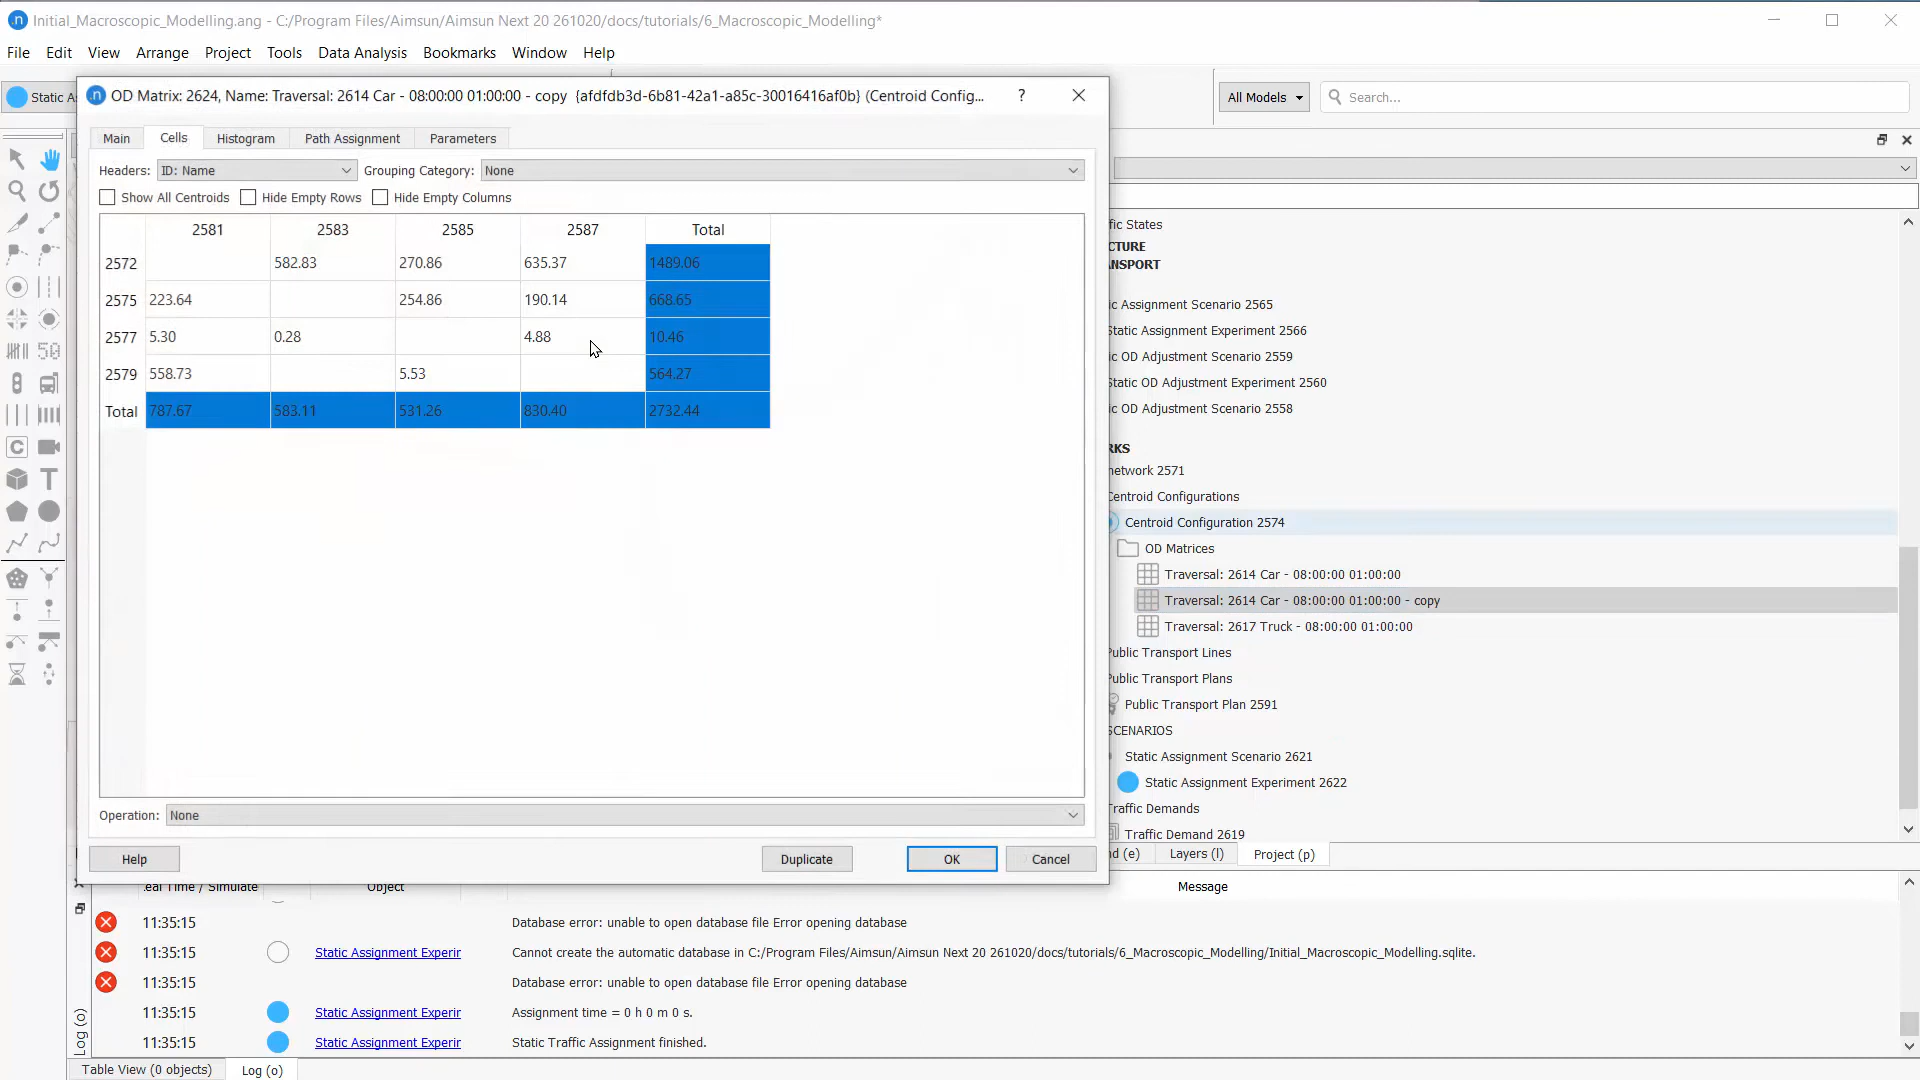 Initial_Macroscopic_Modelling.ang - C:/Program Files/Aimsun/Aimsun Next 20 261020/docs/tutorials/6_Macroscopic_Modelling*
File Edit View Arrange Project Tools Data Analysis Bookmarks Window Help
Static A
All Models Search...
OD Matrix: 2624, Name: Traversal: 2614 Car - 08:00:00 01:00:00 - copy {afdfdb3d-6b81-42a1-a85c-30016416af0b} (Centroid Config... ?
Main Cells Histogram Path Assignment Parameters
Headers: ID: Name Grouping Category: None
Show All Centroids Hide Empty Rows Hide Empty Columns
2581 2583 2585 2587 Total
2572 582.83 270.86 635.37 1489.06
2575 223.64 254.86 190.14 668.65
2577 5.30 0.28 4.88 10.46
2579 558.73 5.53 564.27
Total 787.67 583.11 531.26 830.40 2732.44
Operation: None
Help Duplicate OK Cancel
ffic States
CTURE
ANSPORT
ic Assignment Scenario 2565
Static Assignment Experiment 2566
ic OD Adjustment Scenario 2559
Static OD Adjustment Experiment 2560
ic OD Adjustment Scenario 2558
RKS
network 2571
Centroid Configurations
Centroid Configuration 2574
OD Matrices
Traversal: 2614 Car - 08:00:00 01:00:00
Traversal: 2614 Car - 08:00:00 01:00:00 - copy
Traversal: 2617 Truck - 08:00:00 01:00:00
Public Transport Lines
Public Transport Plans
Public Transport Plan 2591
SCENARIOS
Static Assignment Scenario 2621
Static Assignment Experiment 2622
Traffic Demands
Traffic Demand 2619
nd (e) Layers (l) Project (p)
eal Time / Simulate Object Message
11:35:15 Database error: unable to open database file Error opening database
11:35:15 Static Assignment Experir Cannot create the automatic database in C:/Program Files/Aimsun/Aimsun Next 20 261020/docs/tutorials/6_Macroscopic_Modelling/Initial_Macroscopic_Modelling.sqlite.
11:35:15 Database error: unable to open database file Error opening database
11:35:15 Static Assignment Experir Assignment time = 0 h 0 m 0 s.
11:35:15 Static Assignment Experir Static Traffic Assignment finished.
Log (o)
Table View (0 objects) Log (o)